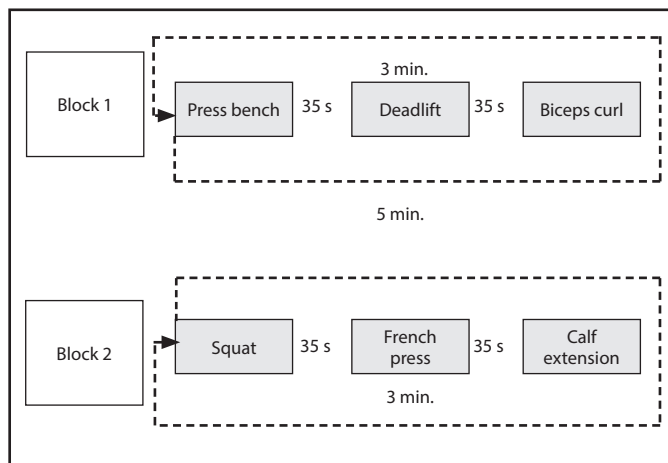 3 min.
Block 1
Press bench
35 s
Deadlift
35 s
Biceps curl
5 min.
Block 2
Squat
35 s
French
press
35 s
Calf
extension
3 min.